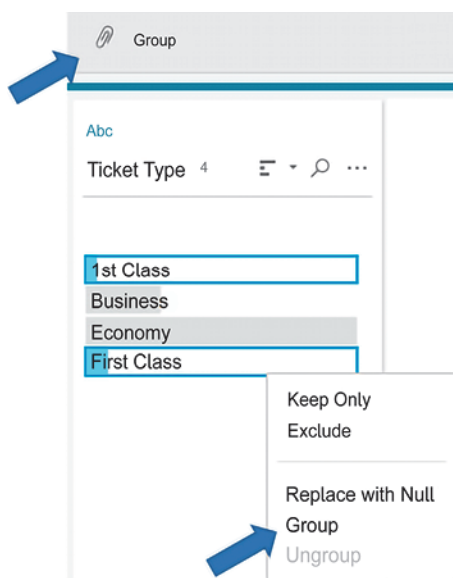 Group
Abc
Ticket Type 4
1st Class
Business
Economy
First Class
Keep Only
Exclude
Replace with Null
Group
Ungroup